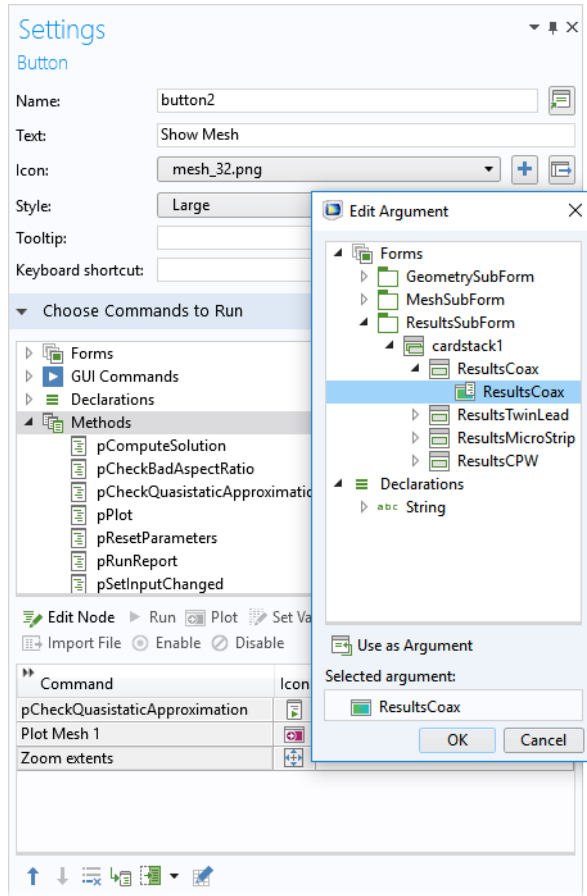 Settings
Button
Name:
button2
Text:
Show Mesh
Icon:
mesh_32.png
Style:
Large
Tooltip:
Keyboard shortcut:
Choose Commands to Run
Forms
GUI Commands
Declarations
Methods
pComputeSolution
pCheckBadAspectRatio
pCheckQuasistaticApproximatio
pPlot
pResetParameters
pRunReport
pSetInputChanged
Edit Node Run Plot Set Va
Import File Enable Disable
Command Icon
pCheckQuasistaticApproximation
Plot Mesh 1
Zoom extents
Edit Argument
Forms
GeometrySubForm
MeshSubForm
ResultsSubForm
cardstack1
ResultsCoax
ResultsCoax
ResultsTwinLead
ResultsMicroStrip
ResultsCPW
Declarations
abc String
Use as Argument
Selected argument:
ResultsCoax
OK Cancel